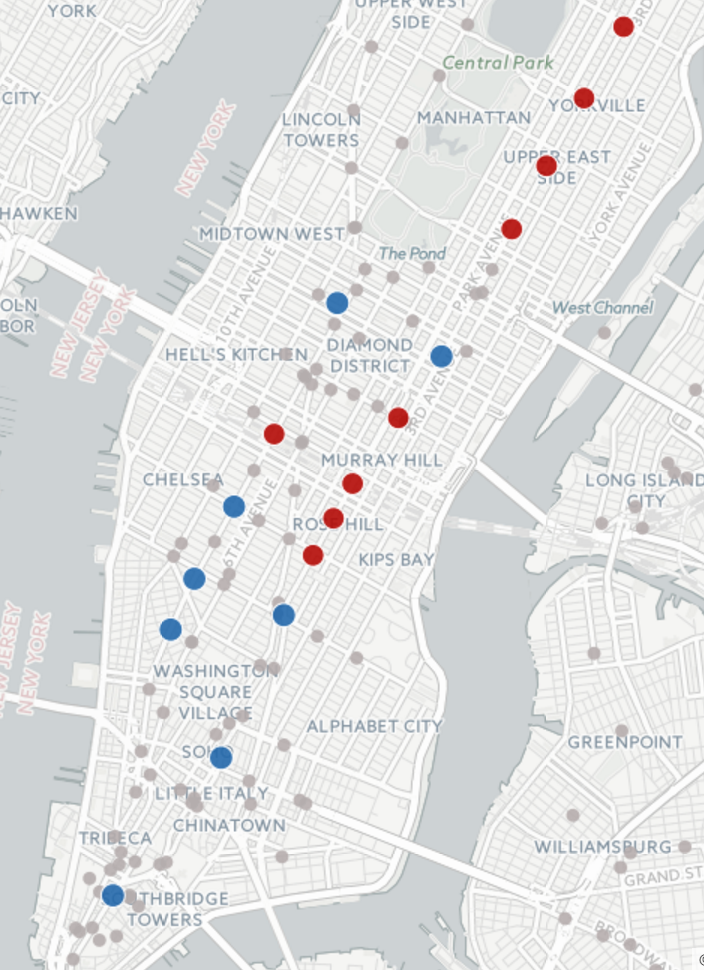 YORK
UPPER WEST
SIDE
3RD
Central Park
CITY
YORKVILLE
NEW YORK
LINCOLN
TOWERS
MANHATTAN
UPPER EAST
SIDE
YORK AVENUE
HAWKEN
MIDTOWN WEST
The Pond
PARK AVENUE
10TH AVENUE
NEW JERSEY
NEW YORK
OLN
BOR
West Channel
HELL'S KITCHEN
DIAMOND
DISTRICT
3RD AVENUE
MURRAY HILL
CHELSEA
LONG ISLAND
CITY
6TH AVENUE
ROSE HILL
KIPS BAY
NEW JERSEY
NEW YORK
WASHINGTON
SQUARE
VILLAGE
ALPHABET CITY
SOHO
GREENPOINT
LITTLE ITALY
CHINATOWN
TRIBECA
WILLIAMSBURG
GRAND ST
THBRIDGE
TOWERS
BROADWAY
©